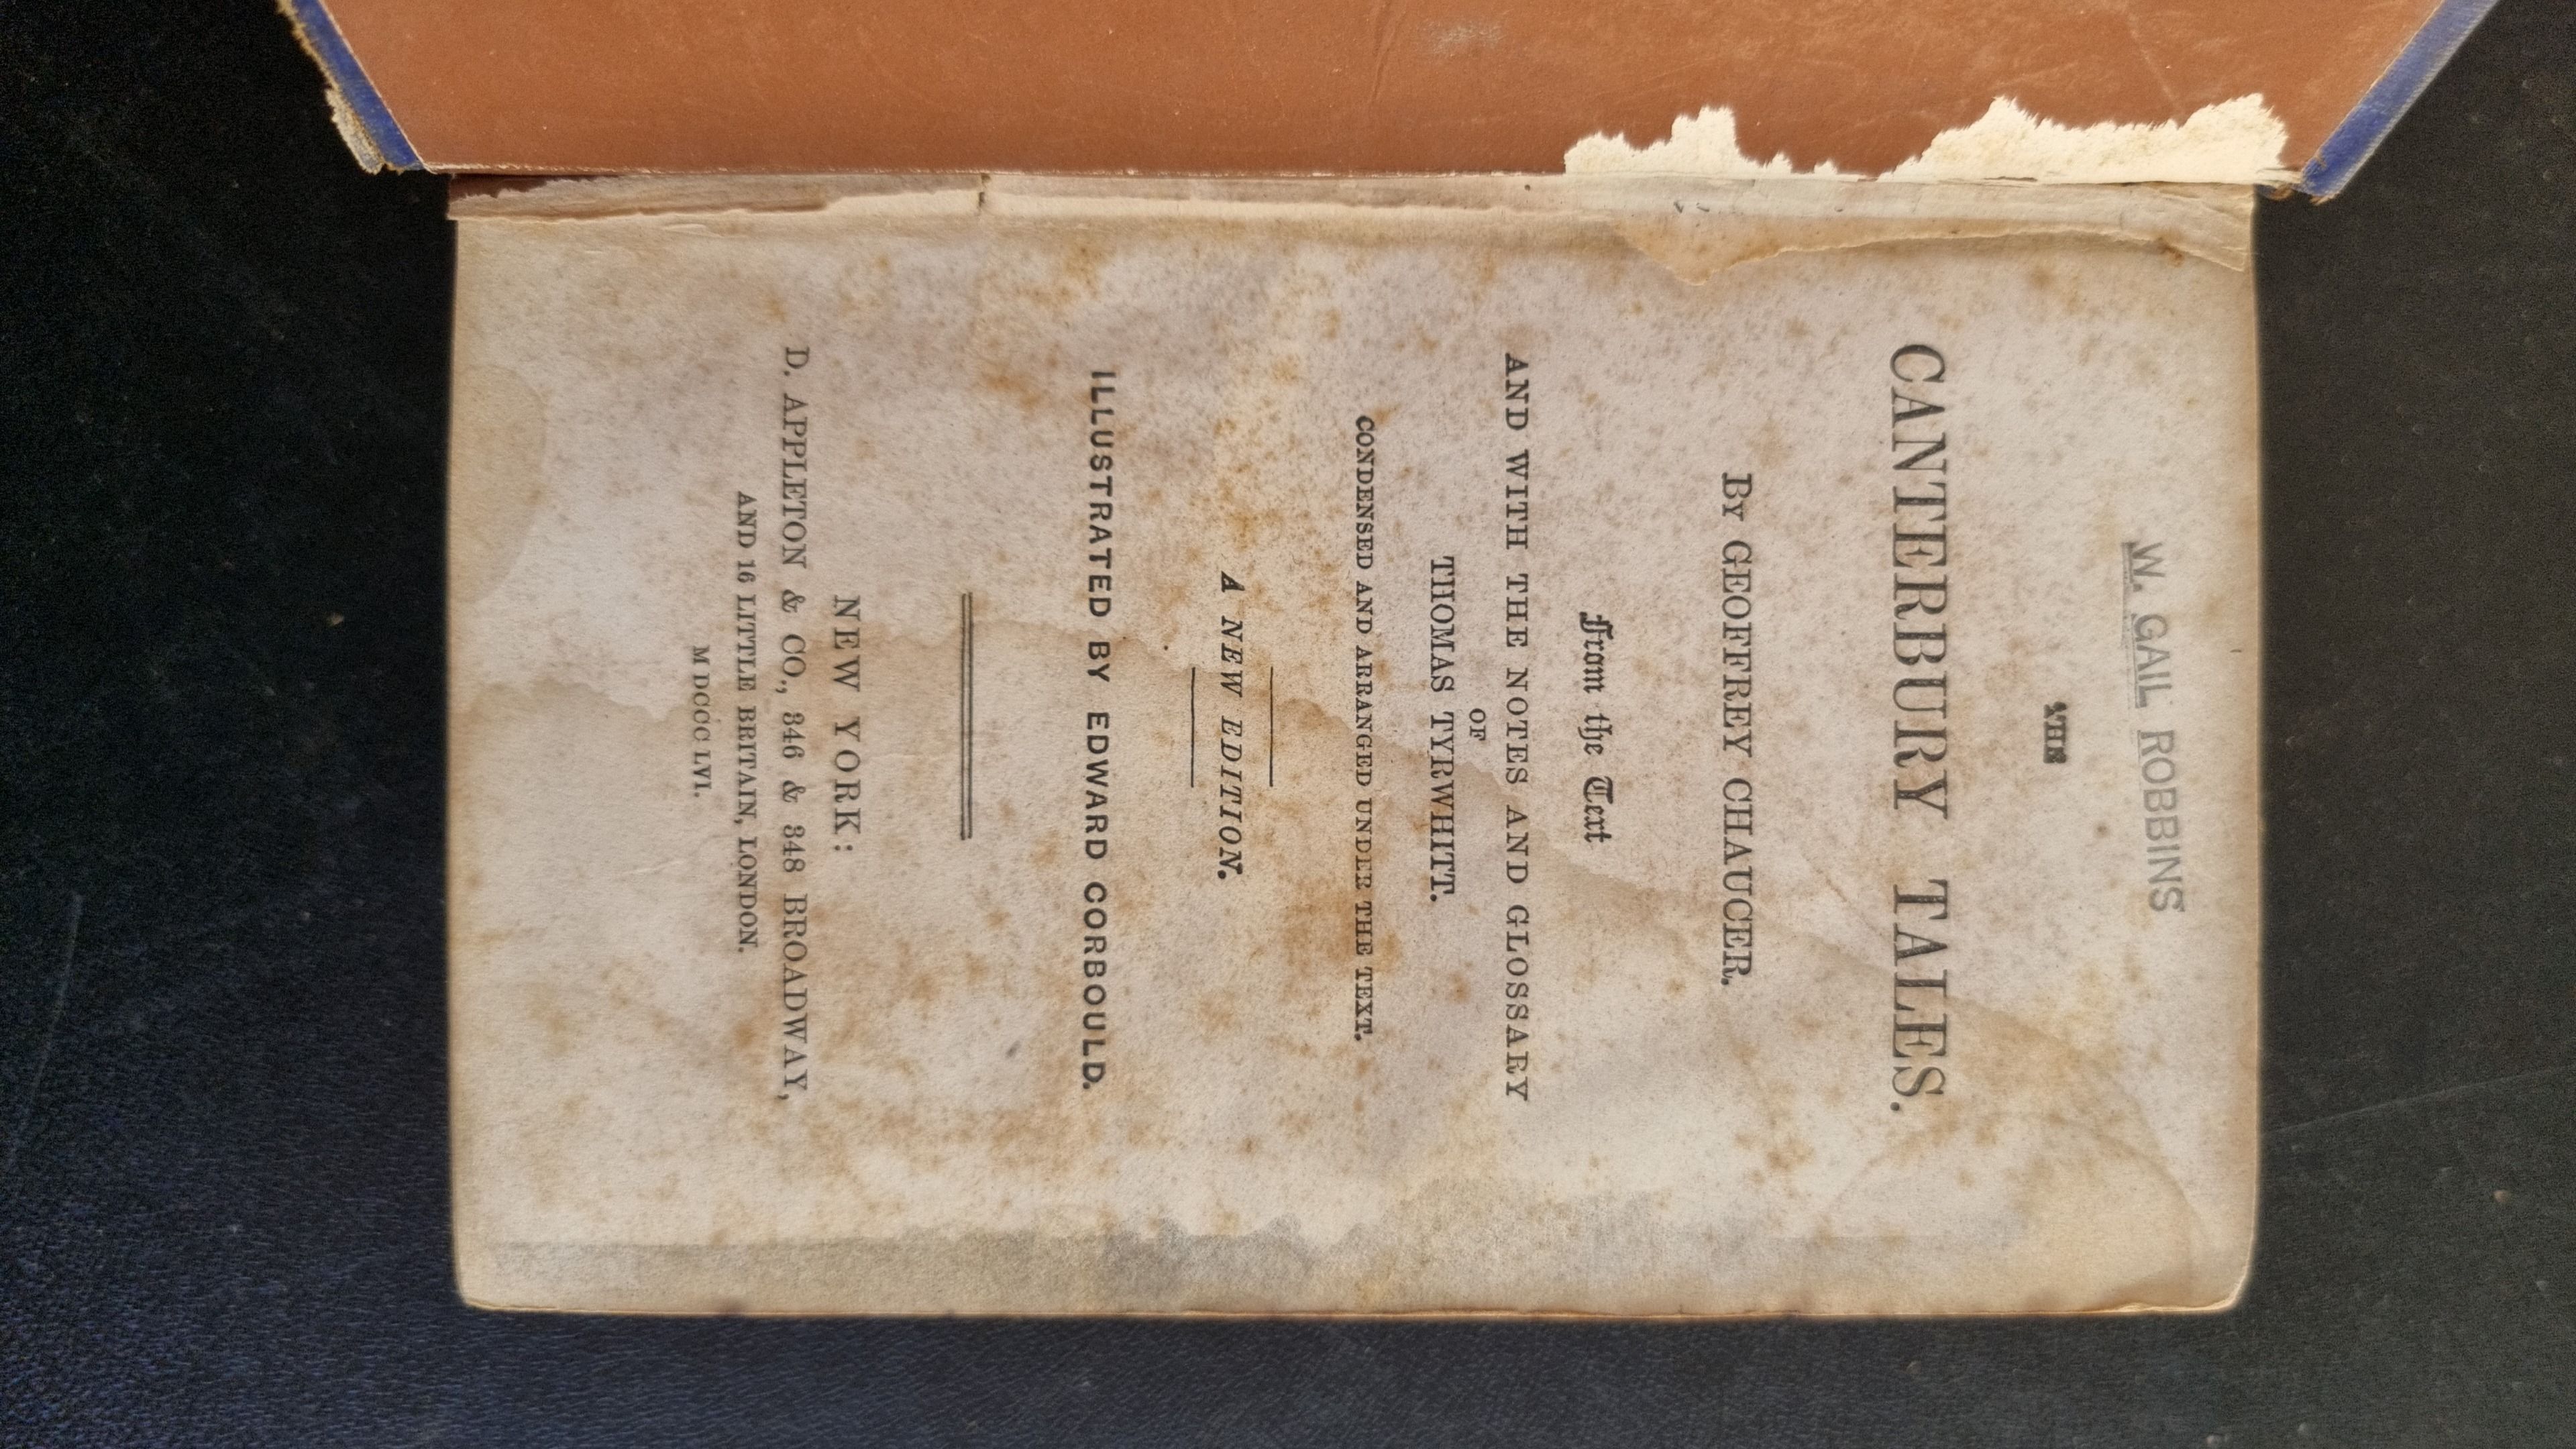 W. GAIL ROBBINS
THE
CANTERBURY TALES.
By GEOFFREY CHAUCER.
From the Text
AND WITH THE NOTES AND GLOSSARY
OF
THOMAS TYRWHITT.
CONDENSED AND ARRANGED UNDER THE TEXT.
A NEW EDITION.
ILLUSTRATED BY EDWARD CORBOULD.
NEW YORK:
D. APPLETON & CO., 346 & 348 BROADWAY,
AND 16 LITTLE BRITAIN, LONDON.
M DCCC LVI.